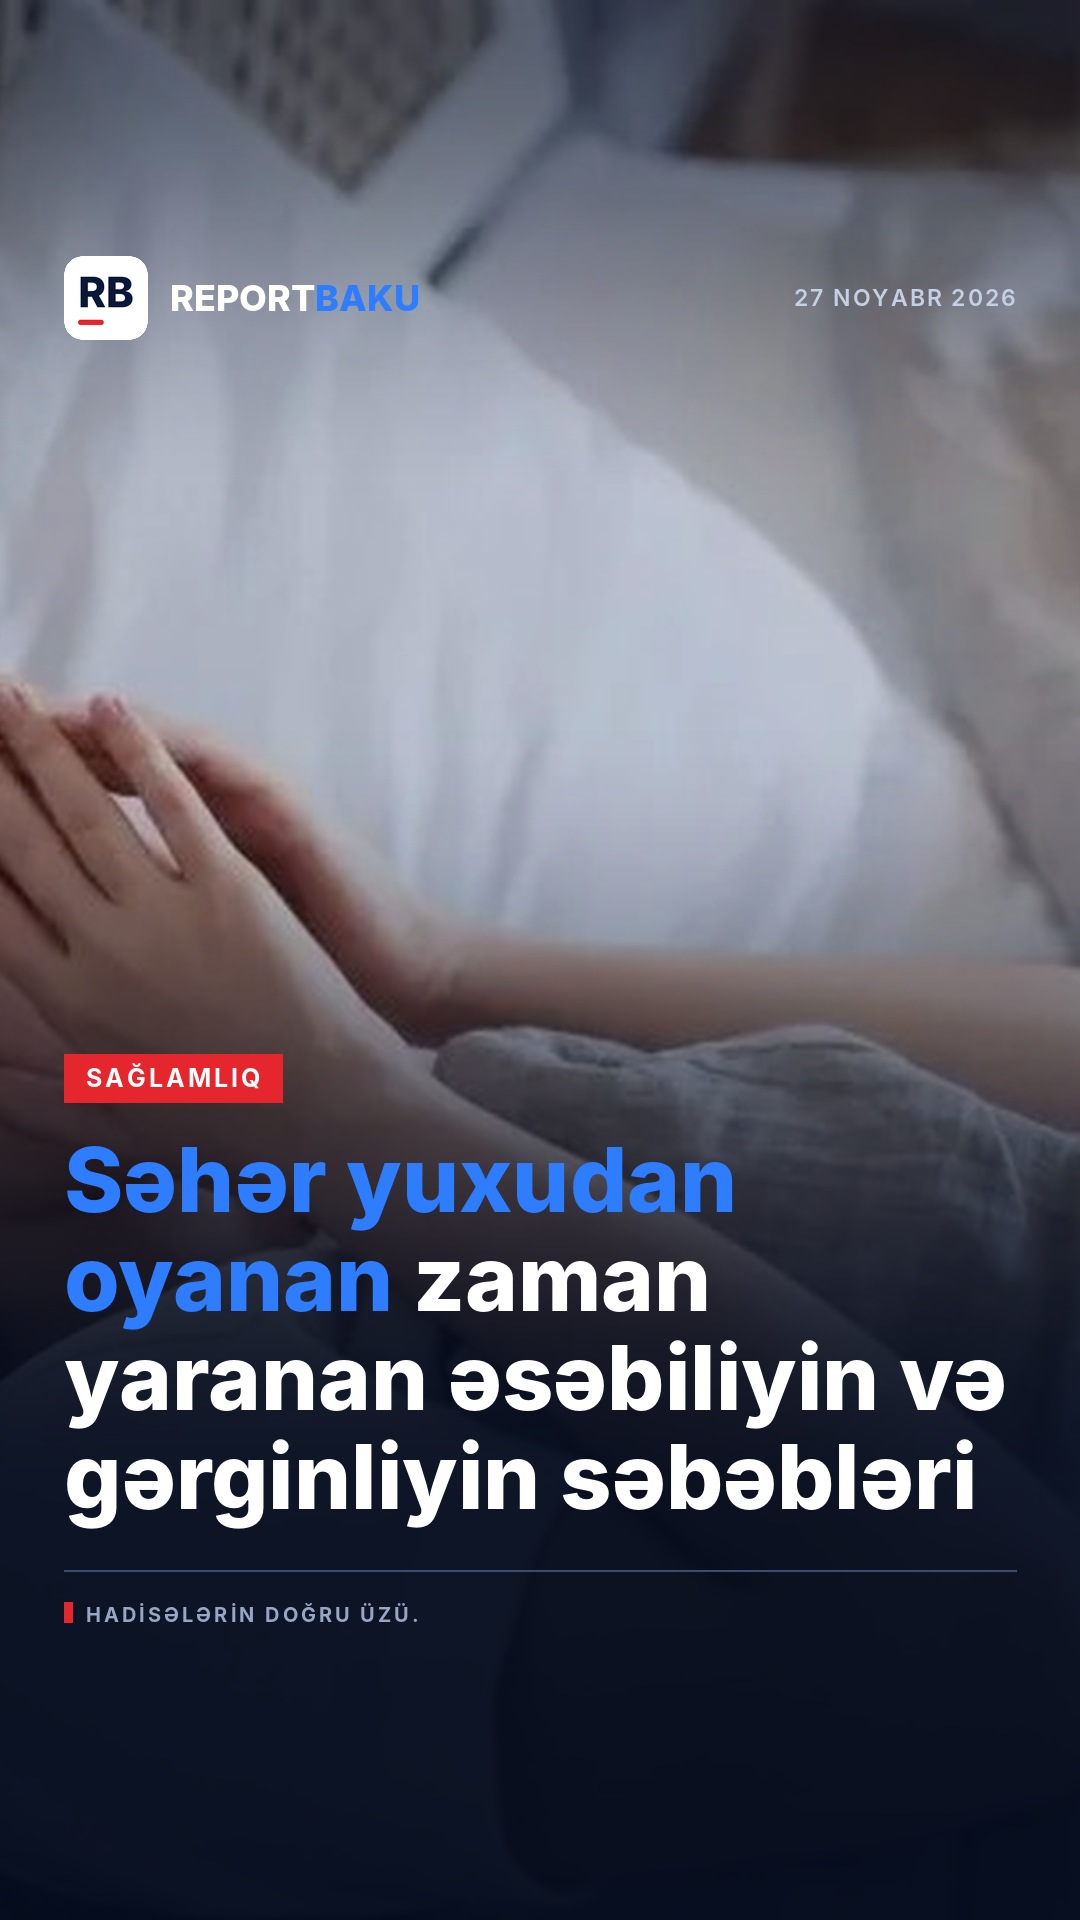 RB
REPORTBAKU
27 NOYABR 2026
SAĞLAMLIQ
Səhər yuxudan
oyanan zaman
yaranan əsəbiliyin və
gərginliyin səbəbləri
HADİSƏLƏRİN DOĞRU ÜZÜ.